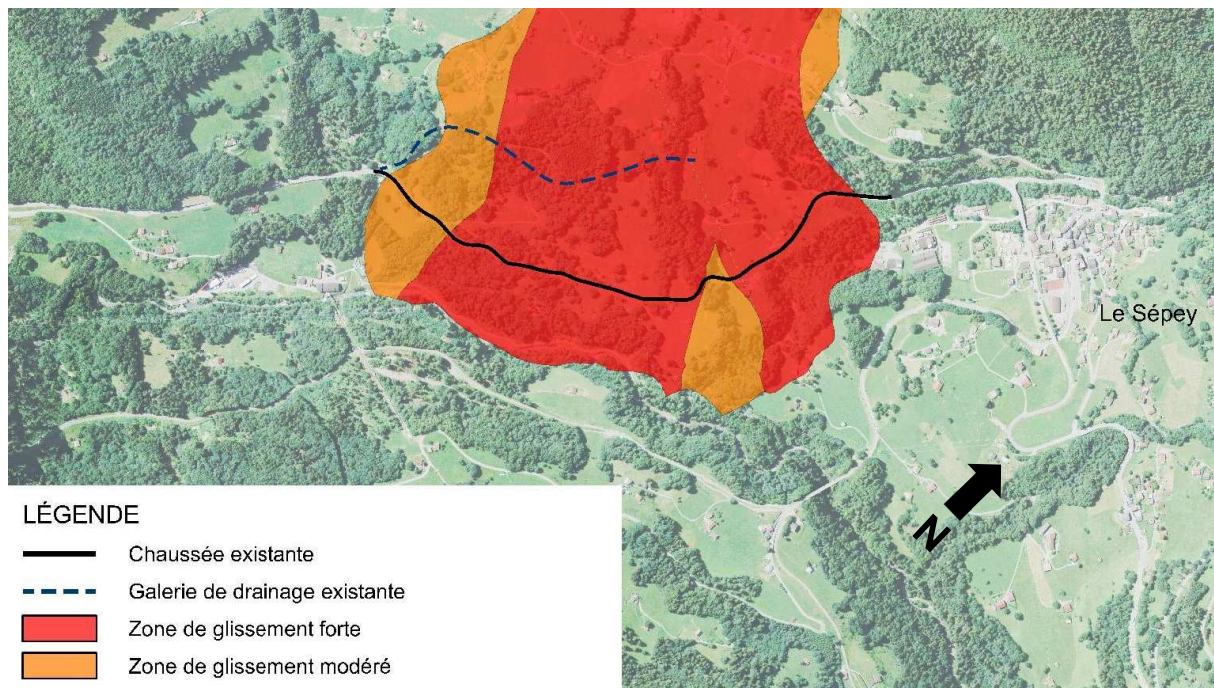 Le Sépey
N
LÉGENDE
Chaussée existante
Galerie de drainage existante
Zone de glissement forte
Zone de glissement modéré